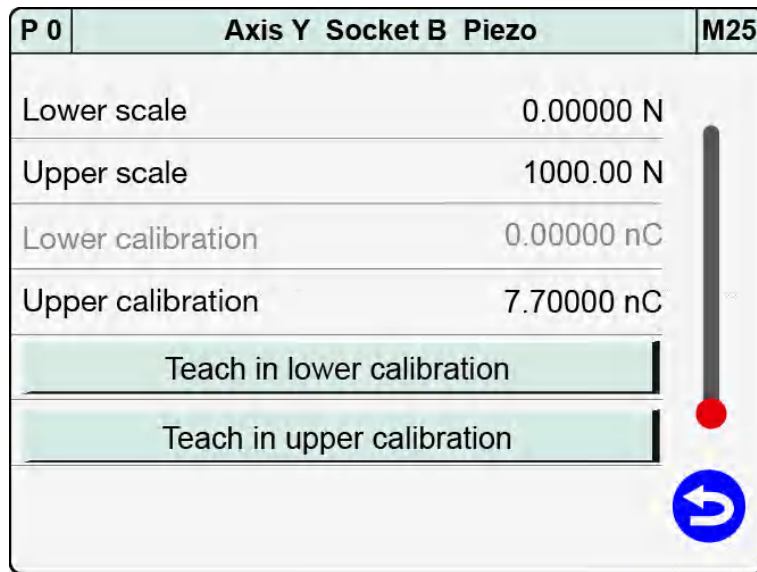 P 0 Axis Y Socket B Piezo M25
Lower scale 0.00000 N
Upper scale 1000.00 N
Lower calibration 0.00000 nC
Upper calibration 7.70000 nC
Teach in lower calibration
Teach in upper calibration